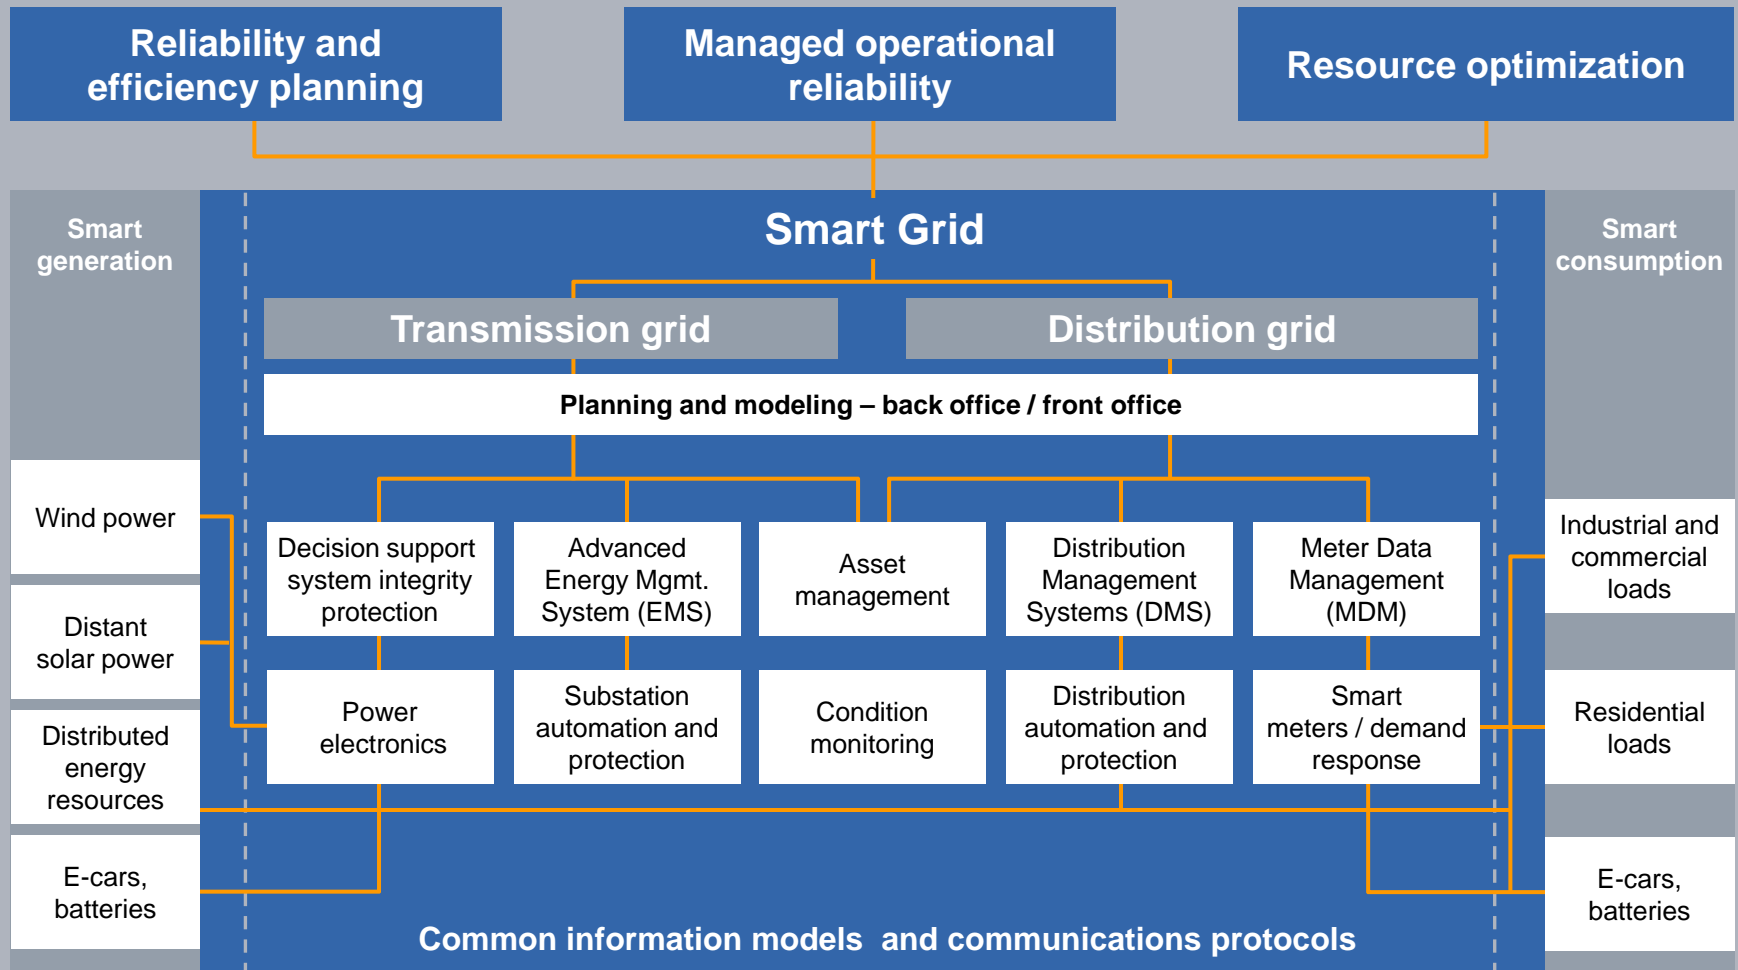 Reliability and
efficiency planning
Managed operational
reliability
Resource optimization
Smart
generation
Smart Grid
Smart
consumption
Transmission grid
Distribution grid
Planning and modeling – back office / front office
Wind power
Distant
solar power
Distributed
energy
resources
E-cars,
batteries
Decision support
system integrity
protection
Advanced
Energy Mgmt.
System (EMS)
Asset
management
Distribution
Management
Systems (DMS)
Meter Data
Management
(MDM)
Power
electronics
Substation
automation and
protection
Condition
monitoring
Distribution
automation and
protection
Smart
meters / demand
response
Industrial and
commercial
loads
Residential
loads
E-cars,
batteries
Common information models  and communications protocols